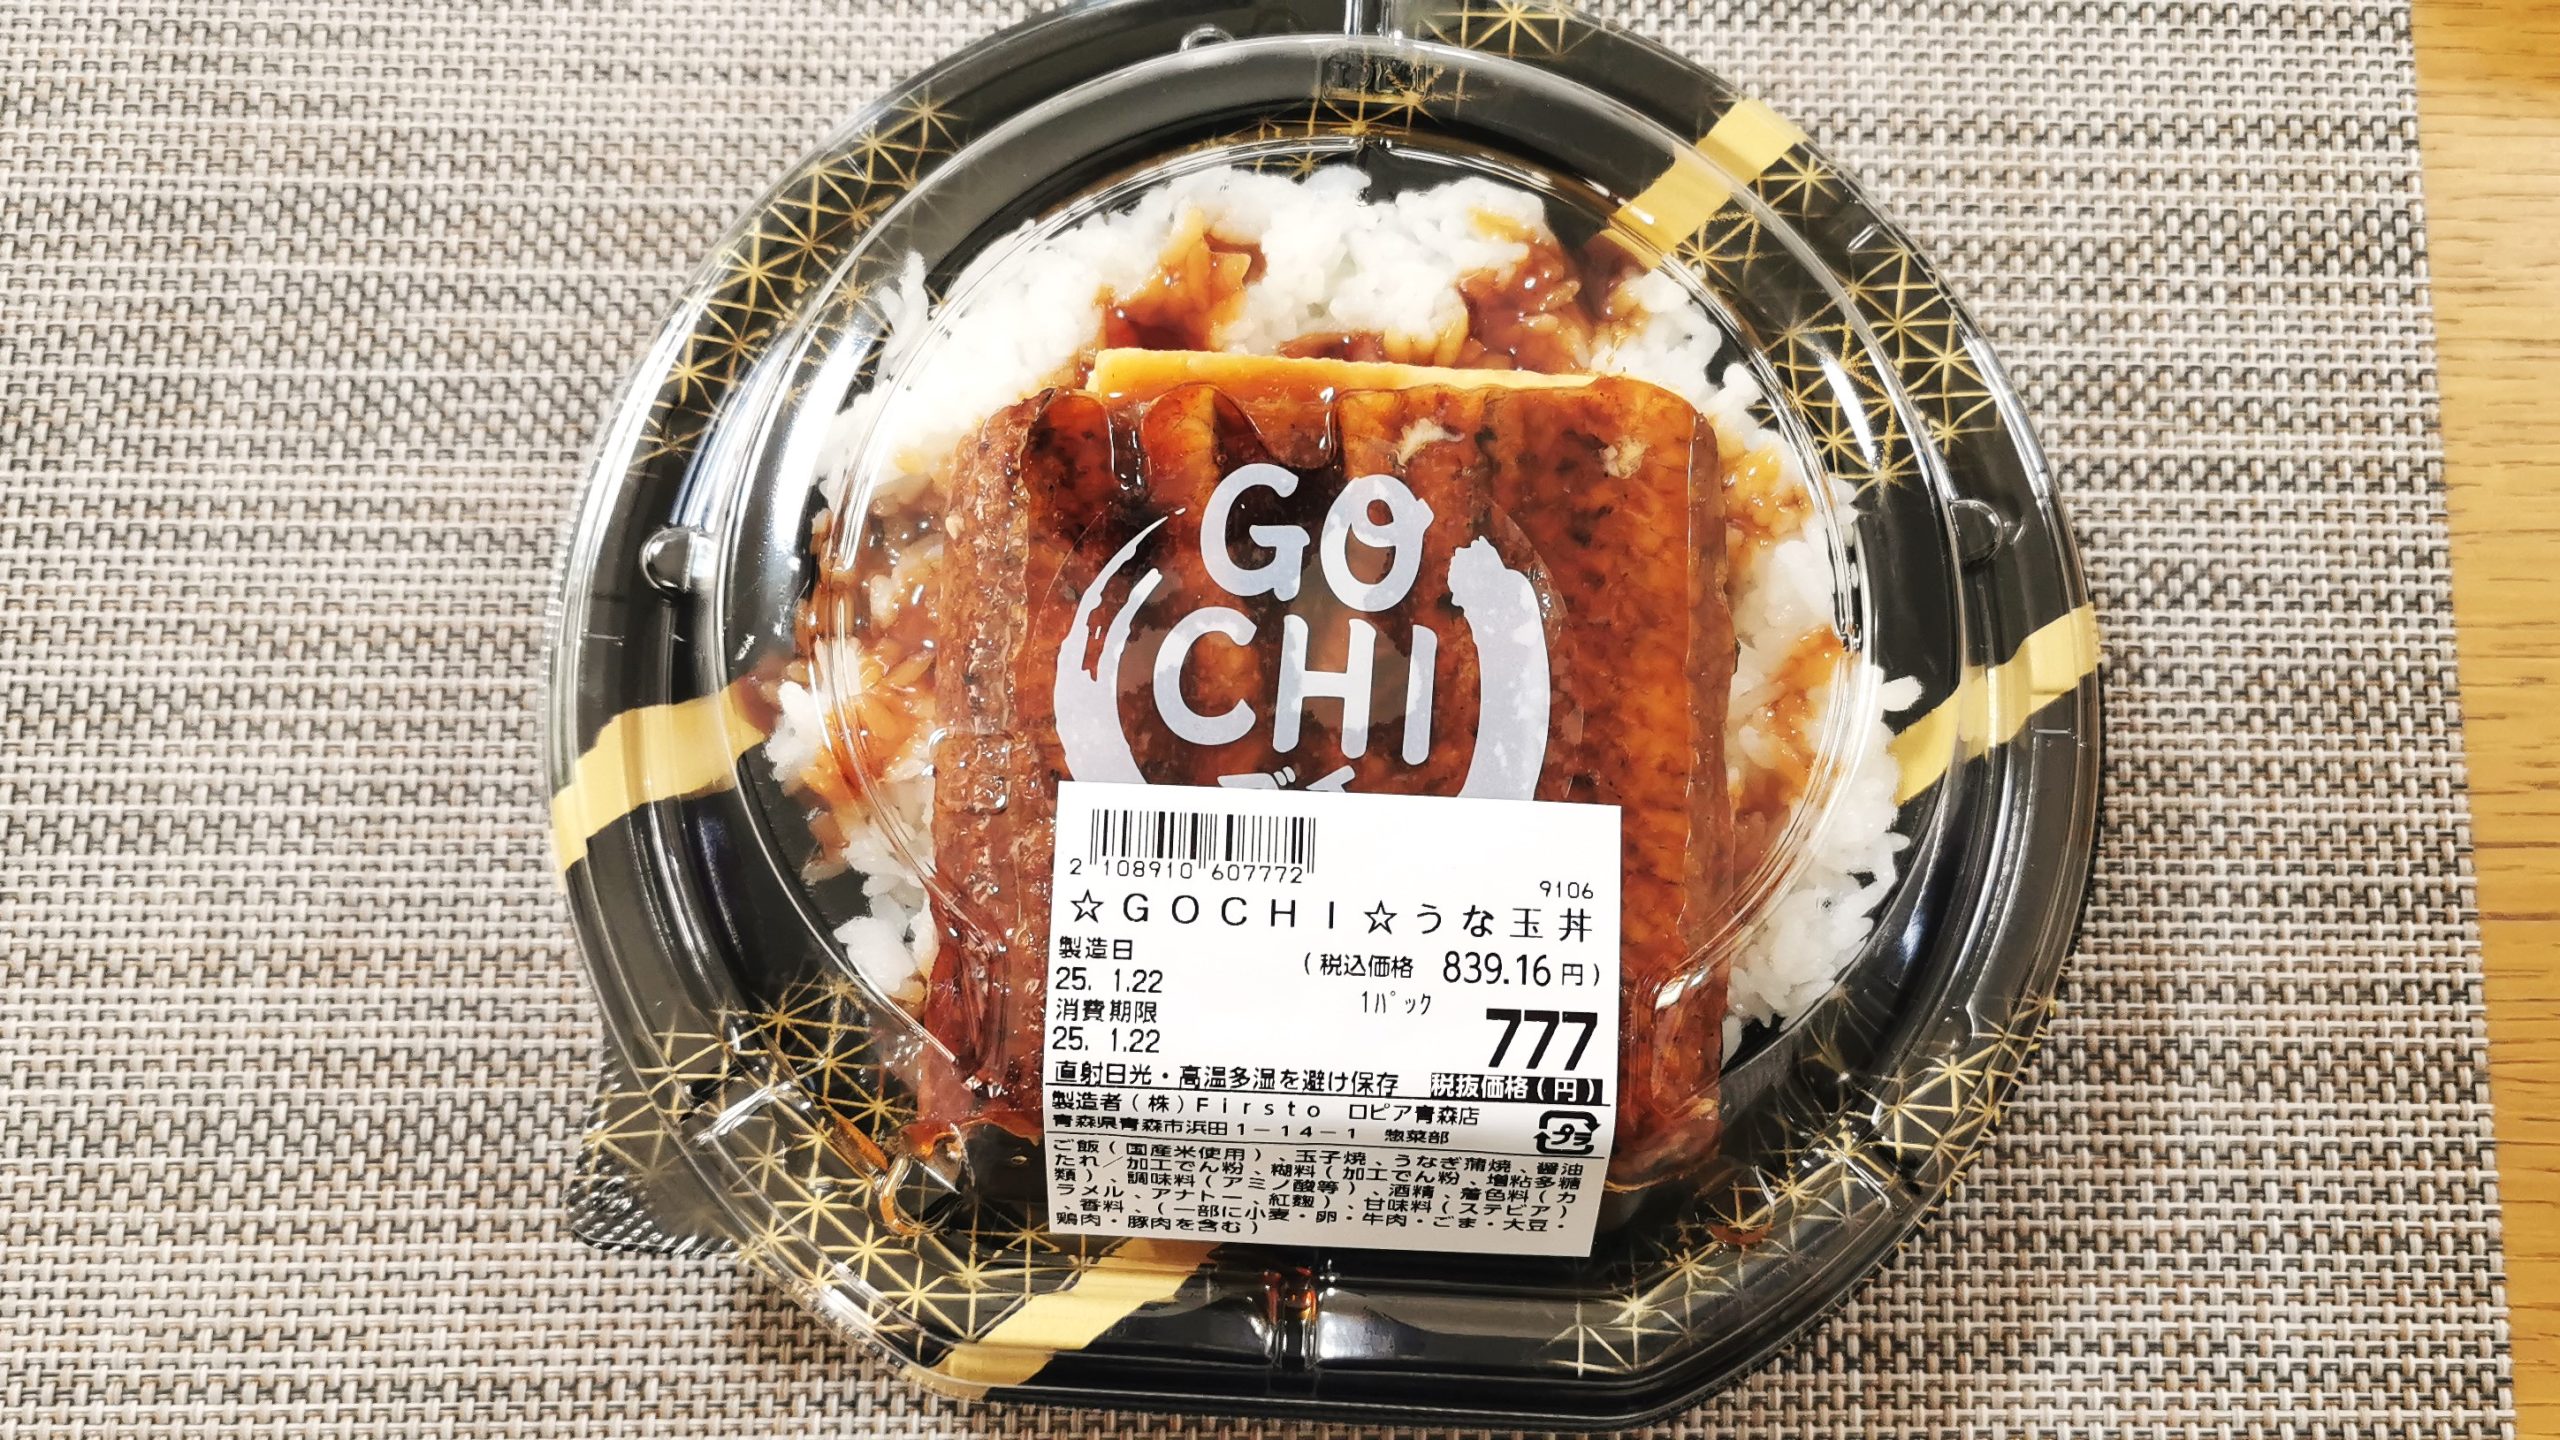 GO
CHI
ごち
2 108910 607772
9106
☆GOCHI☆うな玉丼
製造日
(税込価格 839.16円)
25. 1.22
1パック
消費期限
777
25. 1.22
直射日光・高温多湿を避け保存 税抜価格(円)
製造者(株)Firsto ロピア青森店
プラ
青森県青森市浜田1-14-1 惣菜部
ご飯(国産米使用)、玉子焼、うなぎ蒲焼、醤油
たれ/加工でん粉、糊料(加工でん粉、増粘多糖
類)、調味料(アミノ酸等)、酒精、着色料(カ
ラメル、アナトー、紅麹)、甘味料(ステビア)
、香料、(一部に小麦・卵・牛肉・ごま・大豆・
鶏肉・豚肉を含む)